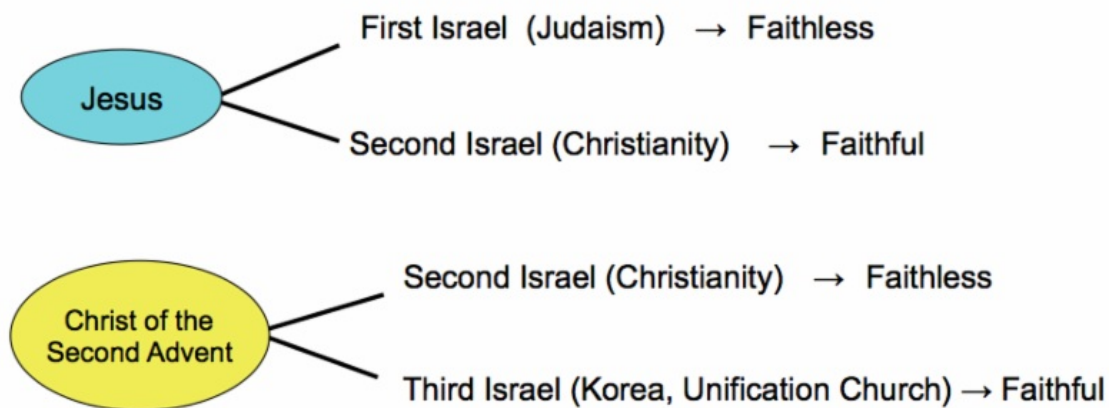 First Israel (Judaism) → Faithless
Jesus
Second Israel (Christianity) → Faithful
Second Israel (Christianity) → Faithless
Christ of the
Second Advent
Third Israel (Korea, Unification Church) → Faithful